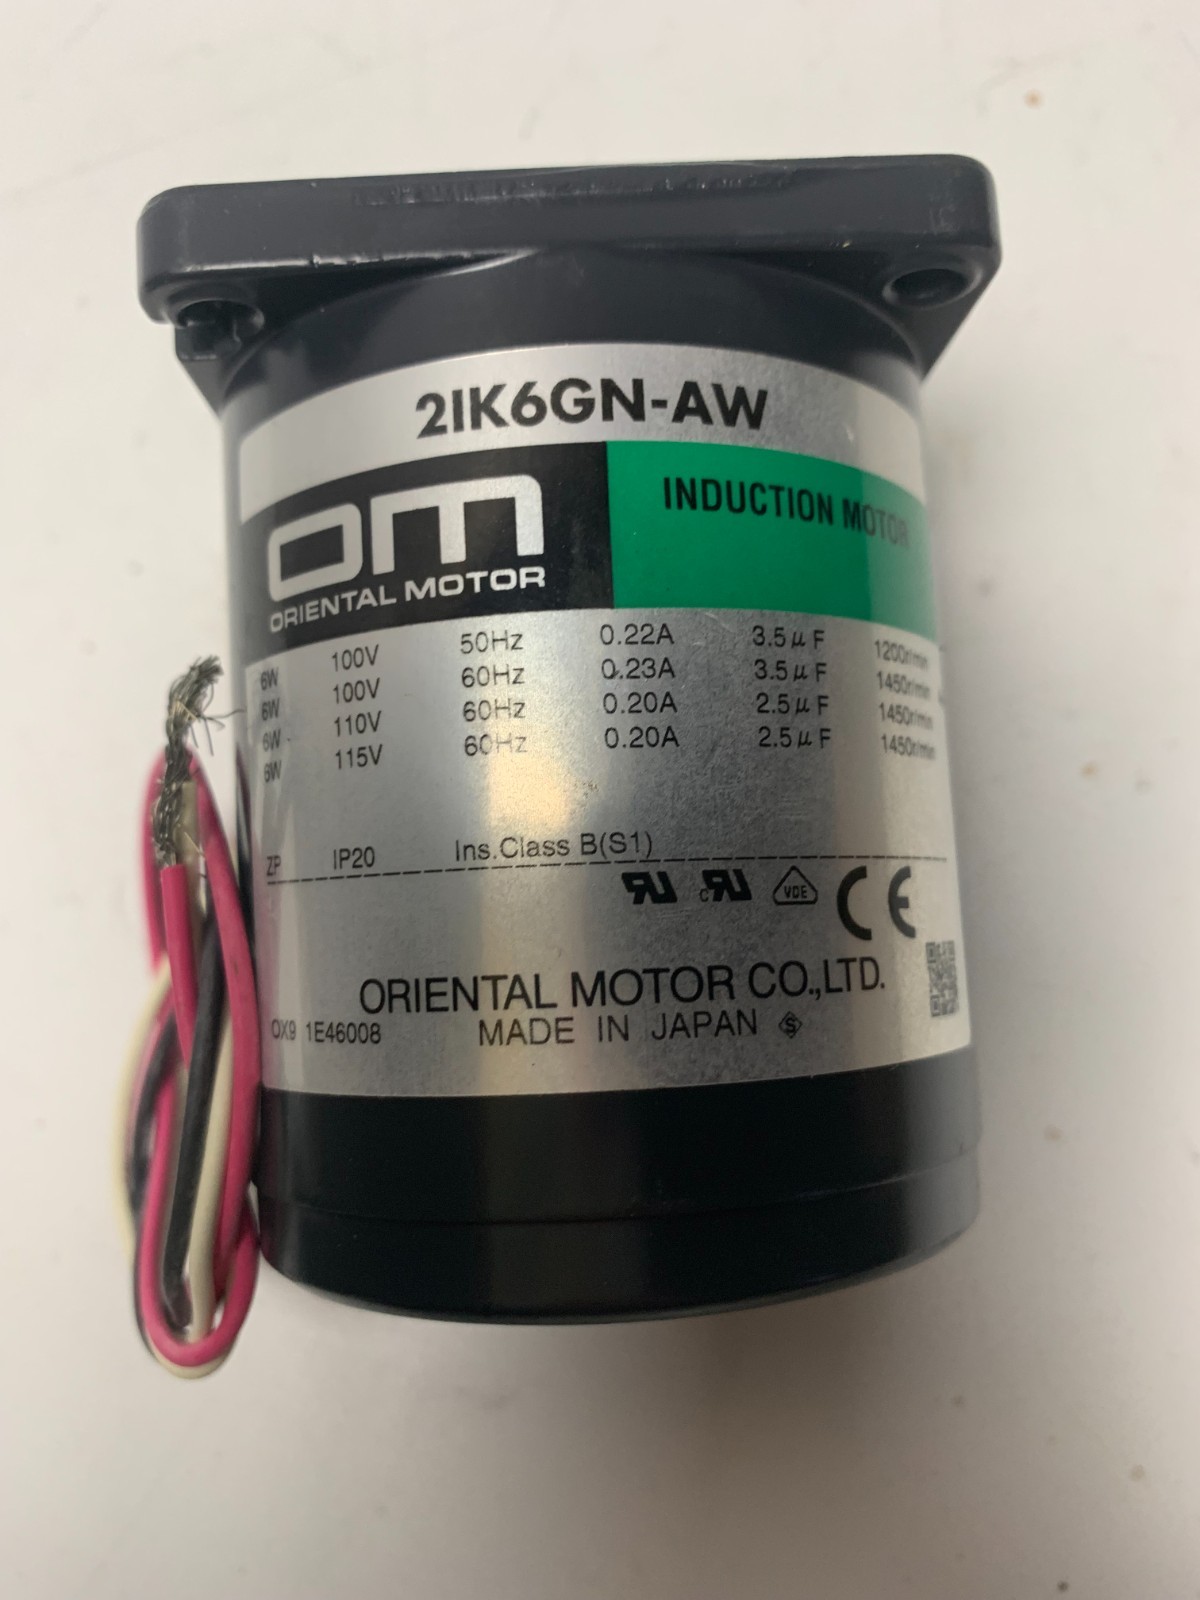 2IK6GN-AW
om
ORIENTAL MOTOR
INDUCTION MOTOR
6W 100V 50Hz 0.22A 3.5μF 1200r/min
6W 100V 60Hz 0.23A 3.5μF 1450r/min
6W 110V 60Hz 0.20A 2.5μF 1450r/min
6W 115V 60Hz 0.20A 2.5μF 1450r/min
ZP IP20 Ins.Class B(S1)
RU cRU VDE CE
ORIENTAL MOTOR CO.,LTD.
OX9 1E46008 MADE IN JAPAN S